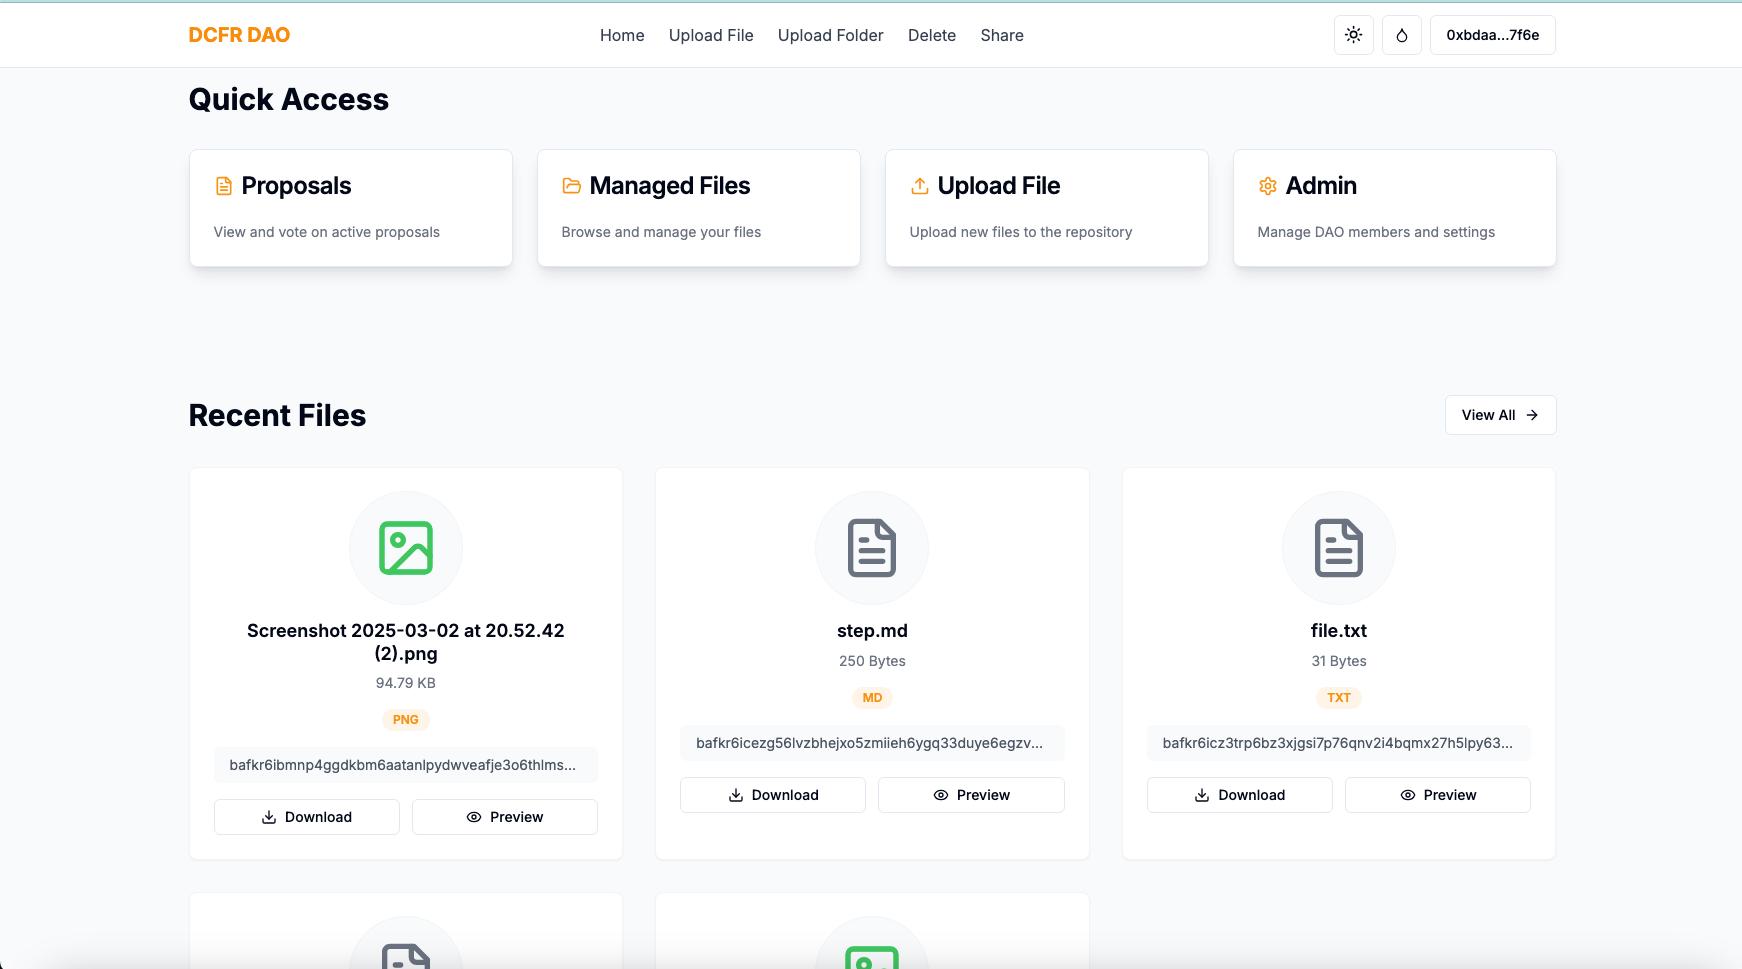 DCFR DAO
Home
Upload File
Upload Folder
Delete
Share
0xbdaa...7f6e
Quick Access
Proposals
View and vote on active proposals
Managed Files
Browse and manage your files
Upload File
Upload new files to the repository
Admin
Manage DAO members and settings
Recent Files
View All
Screenshot 2025-03-02 at 20.52.42
(2).png
94.79 KB
PNG
bafkr6ibmnp4ggdkbm6aatanlpydwveafje3o6thlms...
Download
Preview
step.md
250 Bytes
MD
bafkr6icezg56lvzbhejxo5zmiieh6ygq33duye6egzv...
Download
Preview
file.txt
31 Bytes
TXT
bafkr6icz3trp6bz3xjgsi7p76qnv2i4bqmx27h5lpy63...
Download
Preview